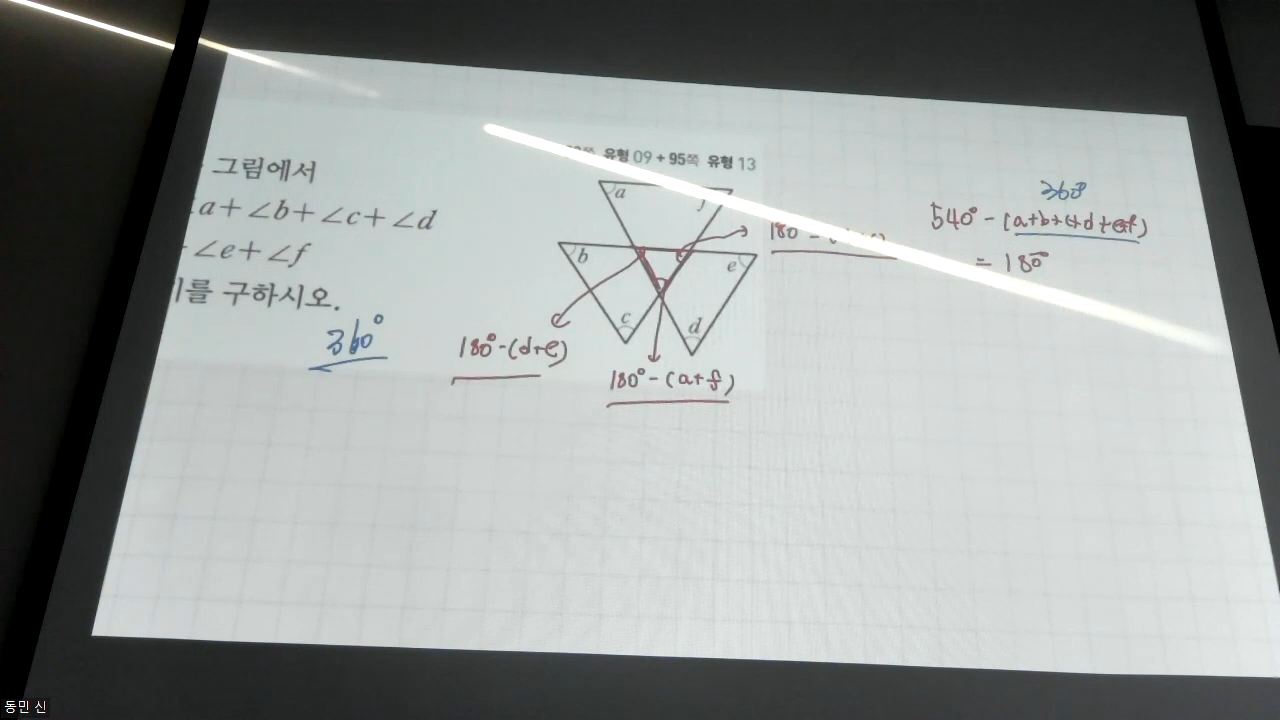 유형 09 + 95쪽 유형 13
그림에서
∠a+∠b+∠c+∠d
∠e+∠f
를 구하시오.
360°
a
f
b
e
c
d
180°-(d+e)
180°-(a+f)
180
360°
540°-(a+b+c+d+e+f)
= 180°
동민 신